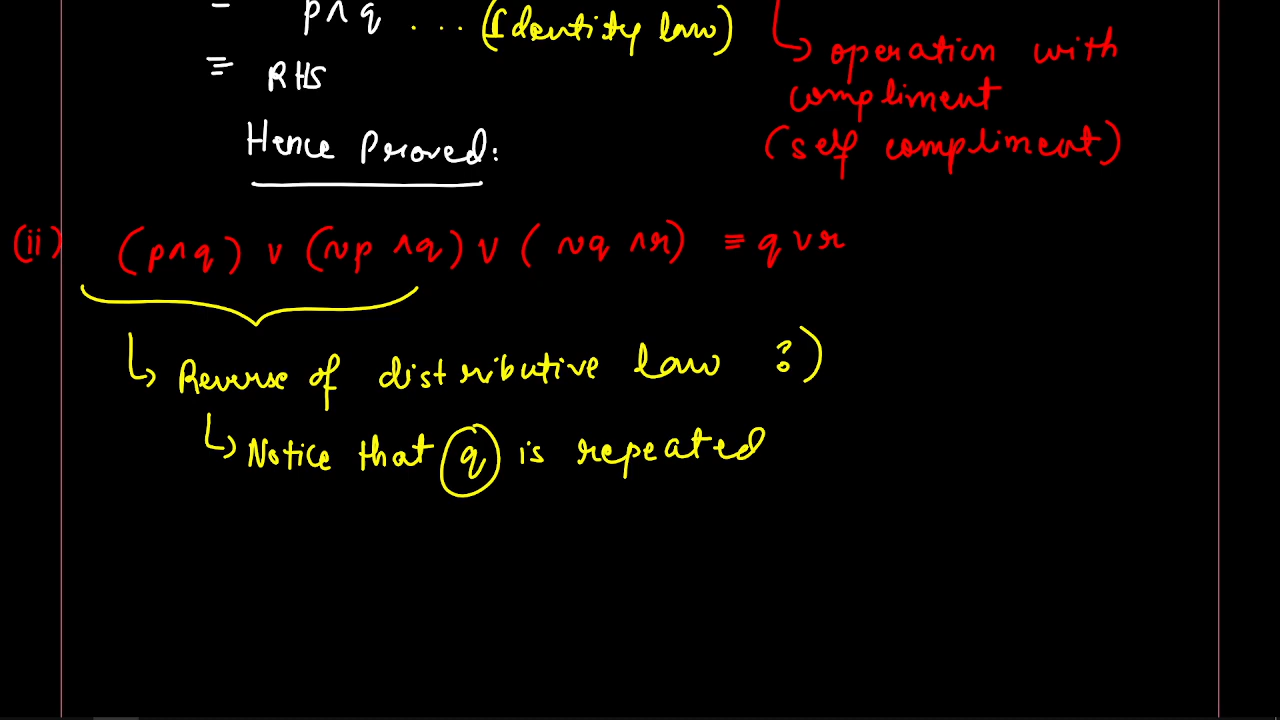 ≡ p∧q ... (Identity law)
≡ RHS
Hence Proved:
↳ operation with
compliment
(self compliment)
(ii) (p∧q) ∨ (~p ∧q) ∨ (~q ∧r) ≡ q ∨ r
↳ Reverse of distributive law :)
↳ Notice that q is repeated